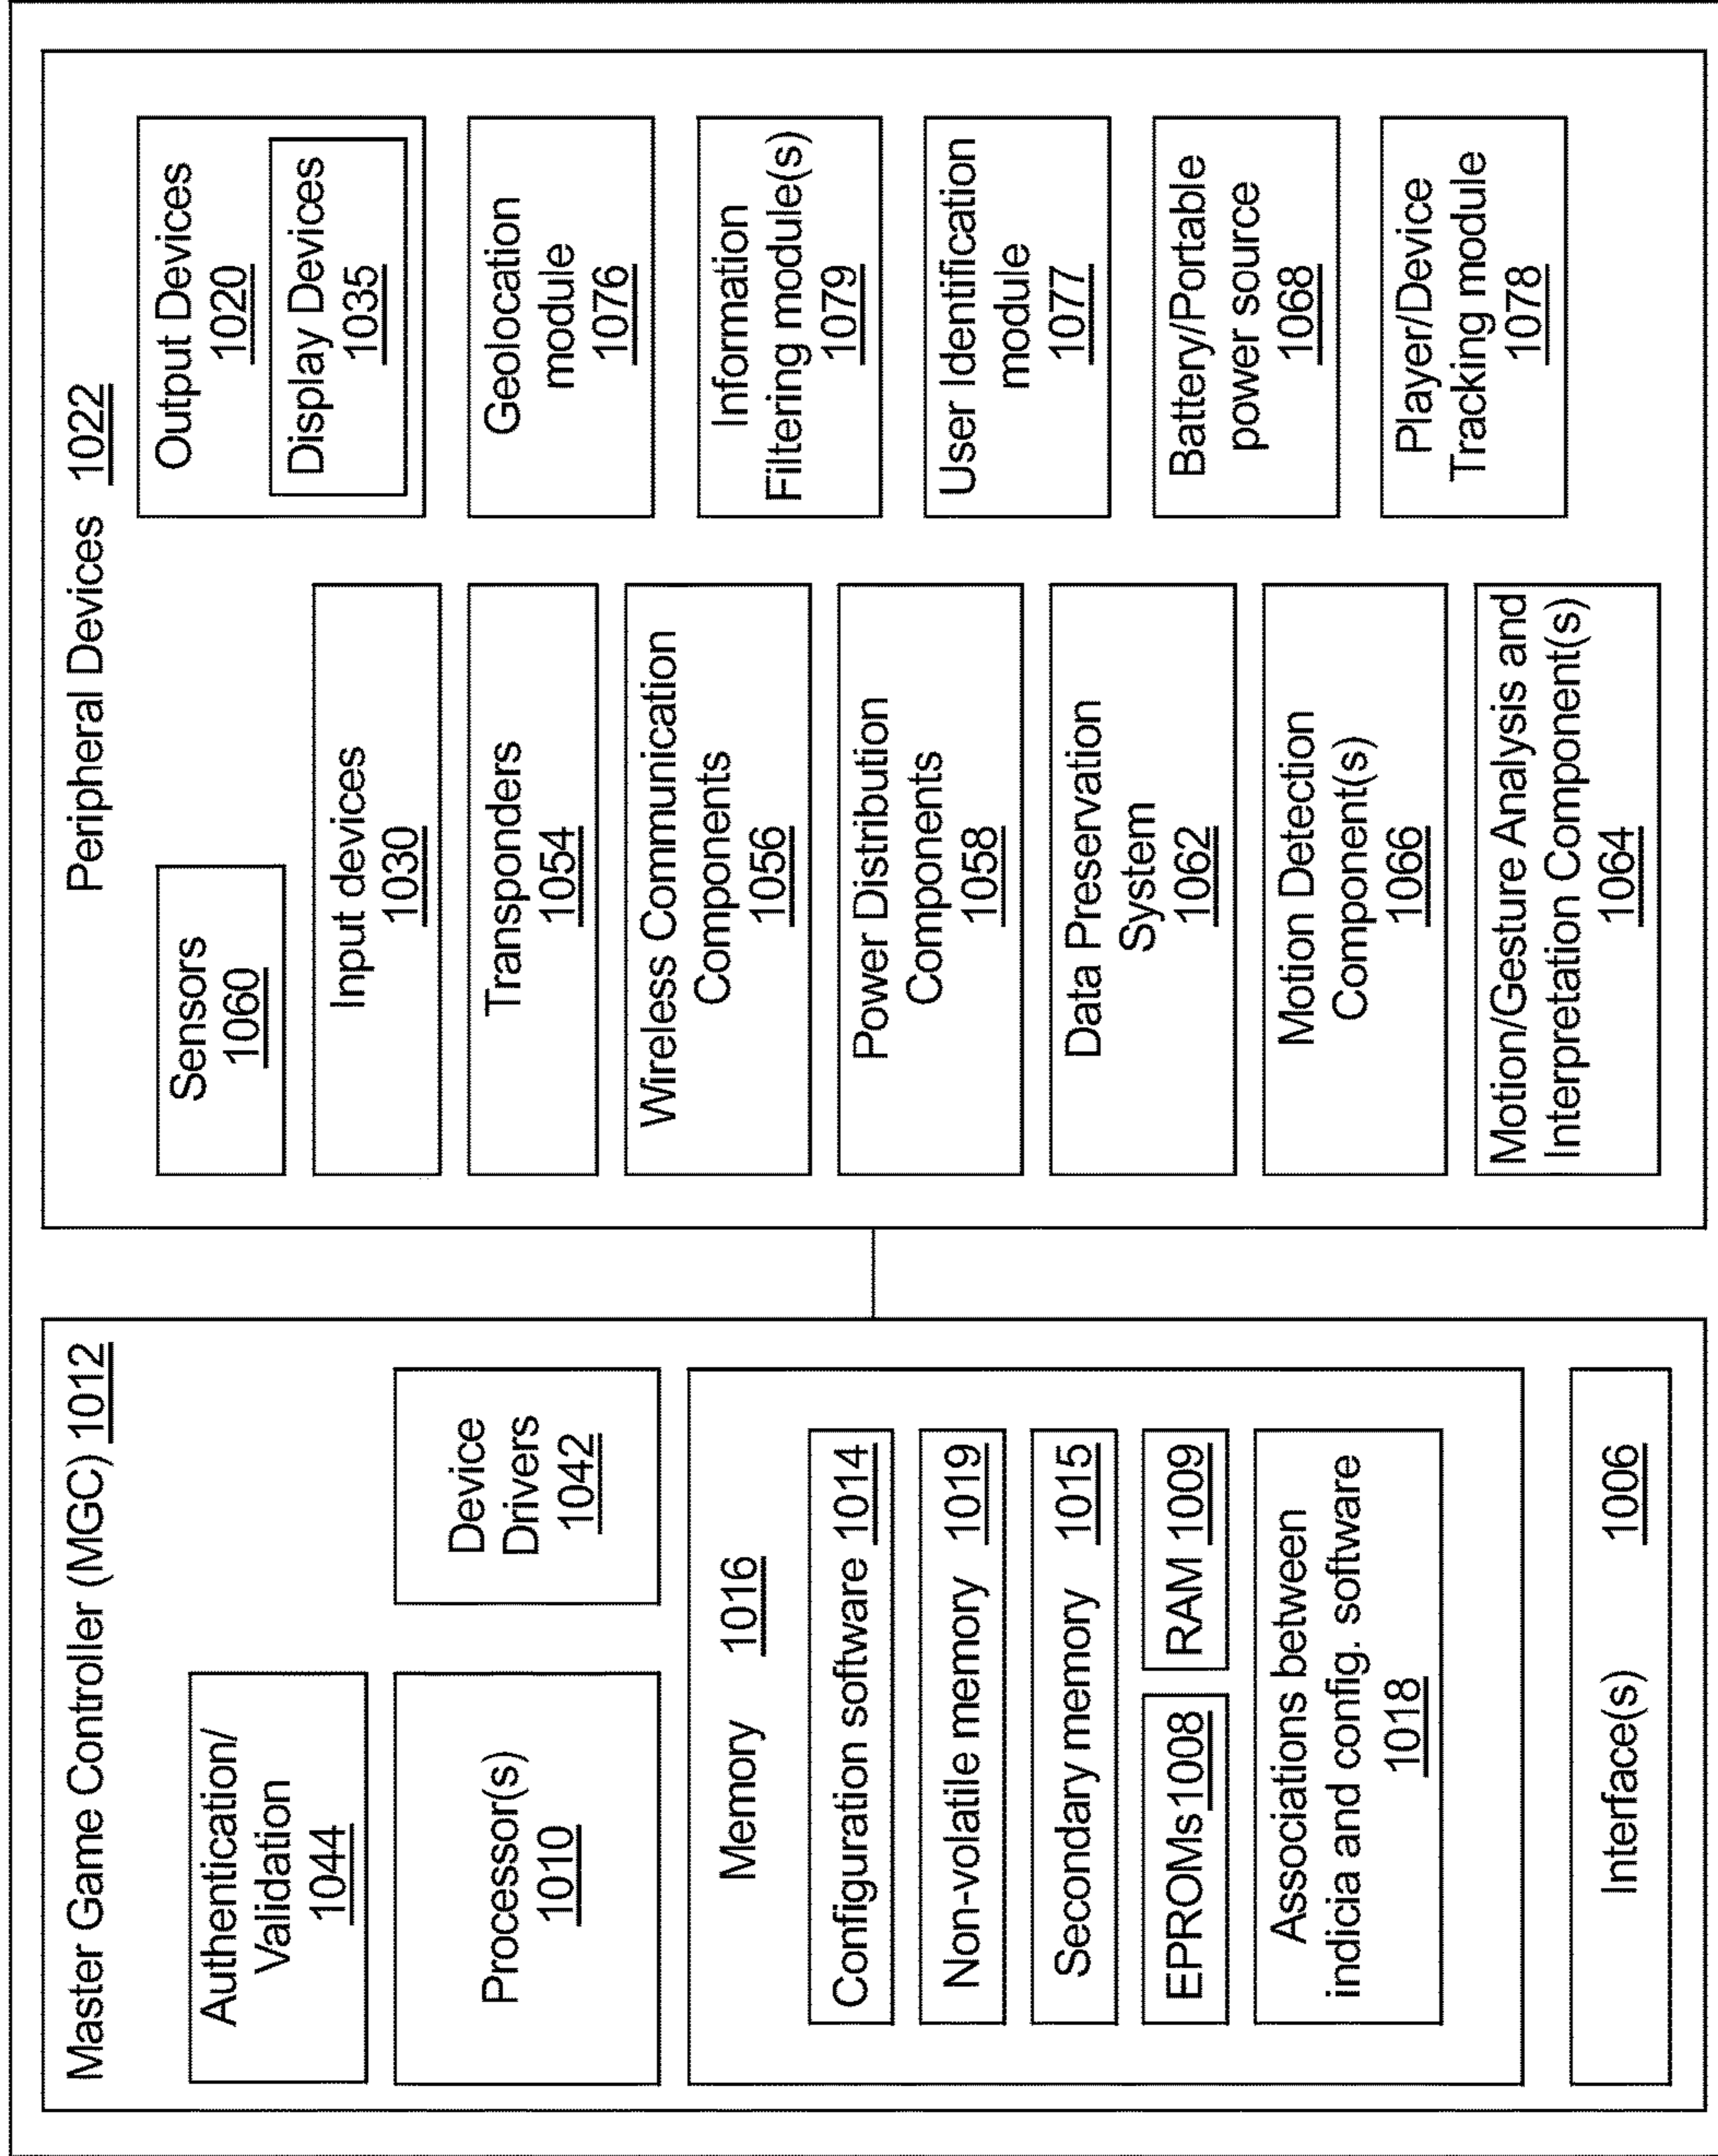 Master Game Controller (MGC) 1012
Authentication/
Validation
1044
Processor(s)
1010
Device
Drivers
1042
Memory 1016
Configuration software 1014
Non-volatile memory 1019
Secondary memory 1015
EPROMs 1008
RAM 1009
Associations between
indicia and config. software
1018
Interface(s) 1006
Peripheral Devices 1022
Sensors
1060
Input devices
1030
Transponders
1054
Wireless Communication
Components
1056
Power Distribution
Components
1058
Data Preservation
System
1062
Motion Detection
Component(s)
1066
Motion/Gesture Analysis and
Interpretation Component(s)
1064
Output Devices
1020
Display Devices
1035
Geolocation
module
1076
Information
Filtering module(s)
1079
User Identification
module
1077
Battery/Portable
power source
1068
Player/Device
Tracking module
1078